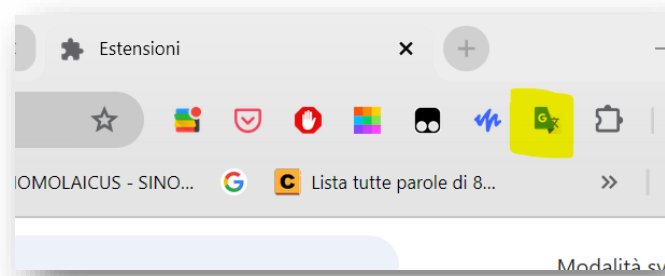 Estensioni
IOMOLAICUS - SINO... G C Lista tutte parole di 8...
Modalità sv